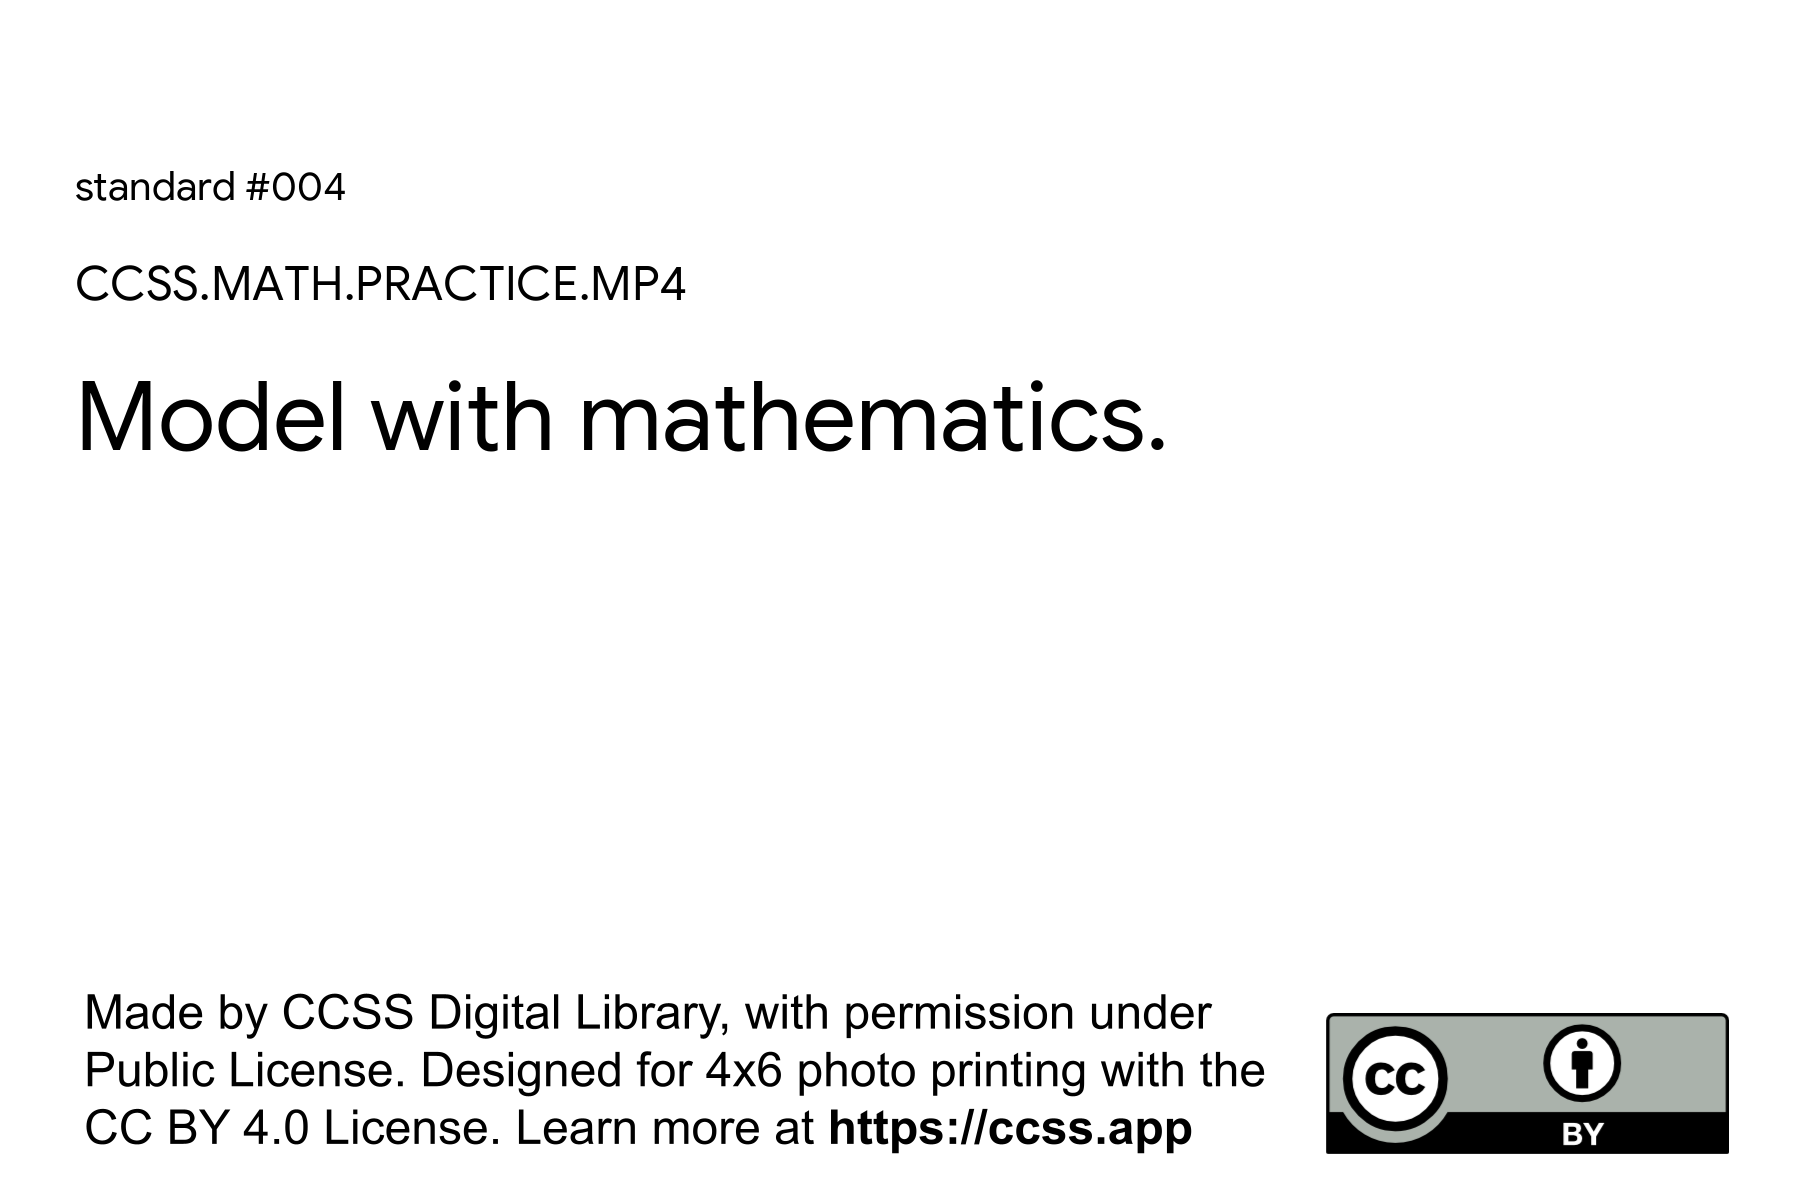 standard #004
CCSS.MATH.PRACTICE.MP4
Model with mathematics.
Made by CCSS Digital Library, with permission under
Public License. Designed for 4x6 photo printing with the
CC BY 4.0 License. Learn more at https://ccss.app
CC
BY